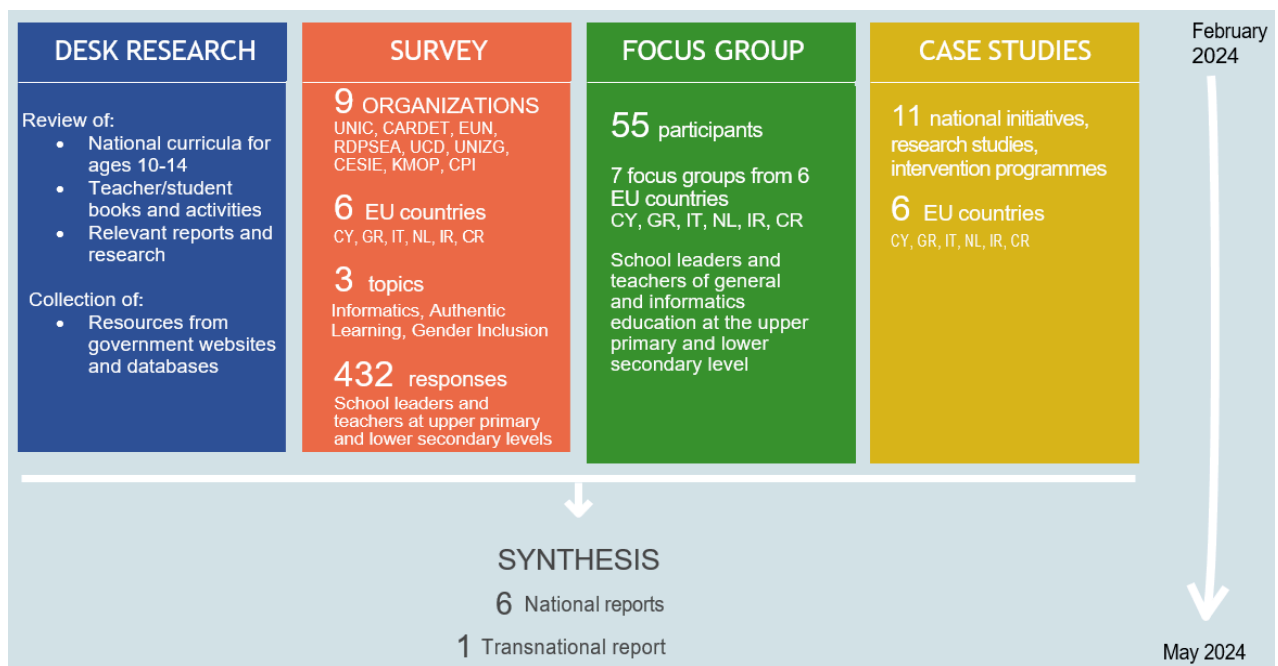 DESK RESEARCH
Review of:
• National curricula for
ages 10-14
• Teacher/student
books and activities
• Relevant reports and
research
Collection of:
• Resources from
government websites
and databases
SURVEY
9 ORGANIZATIONS
UNIC, CARDET, EUN,
RDPSEA, UCD, UNIZG,
CESIE, KMOP, CPI
6 EU countries
CY, GR, IT, NL, IR, CR
3 topics
Informatics, Authentic
Learning, Gender Inclusion
432 responses
School leaders and
teachers at upper primary
and lower secondary levels
FOCUS GROUP
55 participants
7 focus groups from 6
EU countries
CY, GR, IT, NL, IR, CR
School leaders and
teachers of general
and informatics
education at the upper
primary and lower
secondary level
CASE STUDIES
11 national initiatives,
research studies,
intervention programmes
6 EU countries
CY, GR, IT, NL, IR, CR
February
2024
May 2024
SYNTHESIS
6 National reports
1 Transnational report